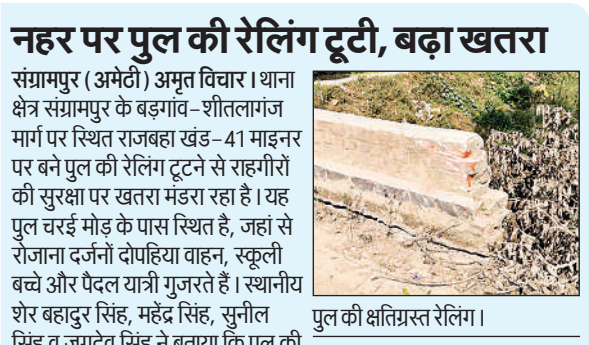 नहर पर पुल की रेलिंग टूटी, बढ़ा खतरा
संग्रामपुर (अमेठी) अमृत विचार। थाना
क्षेत्र संग्रामपुर के बड़गांव-शीतलागंज
मार्ग पर स्थित राजबहा खंड-41 माइनर
पर बने पुल की रेलिंग टूटने से राहगीरों
की सुरक्षा पर खतरा मंडरा रहा है। यह
पुल चरई मोड़ के पास स्थित है, जहां से
रोजाना दर्जनों दोपहिया वाहन, स्कूली
बच्चे और पैदल यात्री गुजरते हैं। स्थानीय
शेर बहादुर सिंह, महेंद्र सिंह, सुनील
सिंह व जगदेव सिंह ने बताया कि पुल की
पुल की क्षतिग्रस्त रेलिंग।